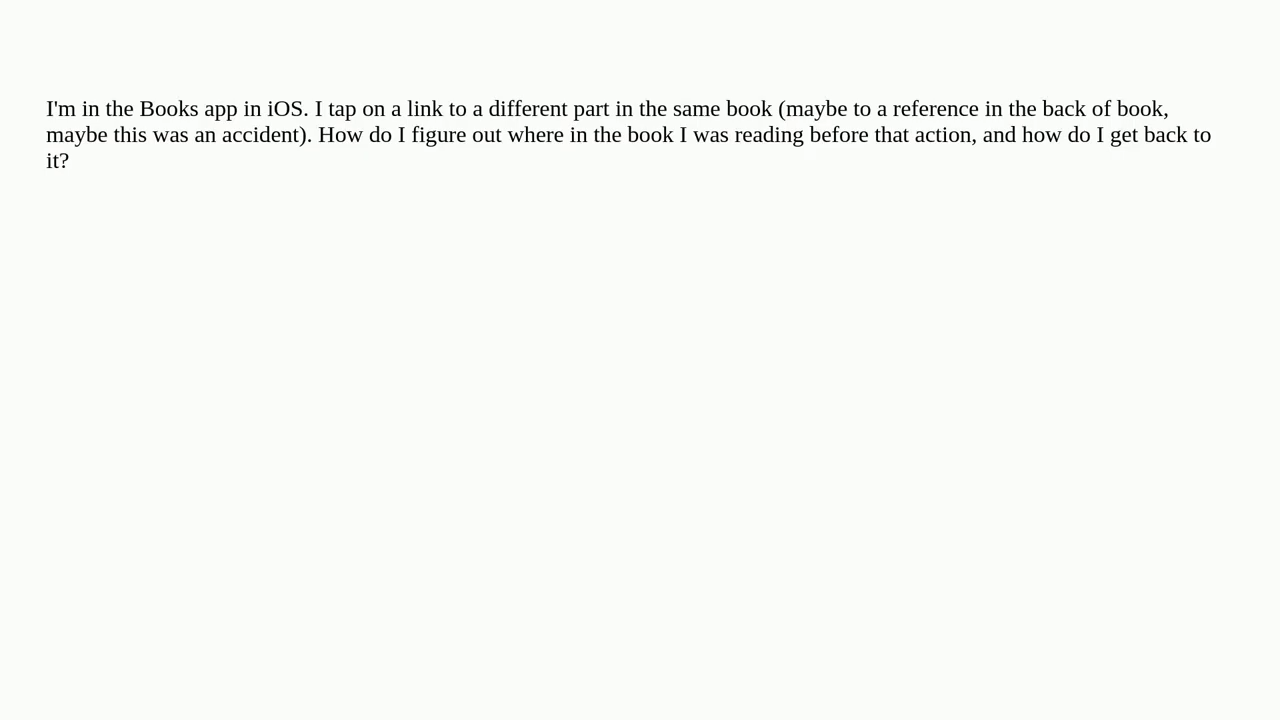 I'm in the Books app in iOS. I tap on a link to a different part in the same book (maybe to a reference in the back of book,
maybe this was an accident). How do I figure out where in the book I was reading before that action, and how do I get back to
it?